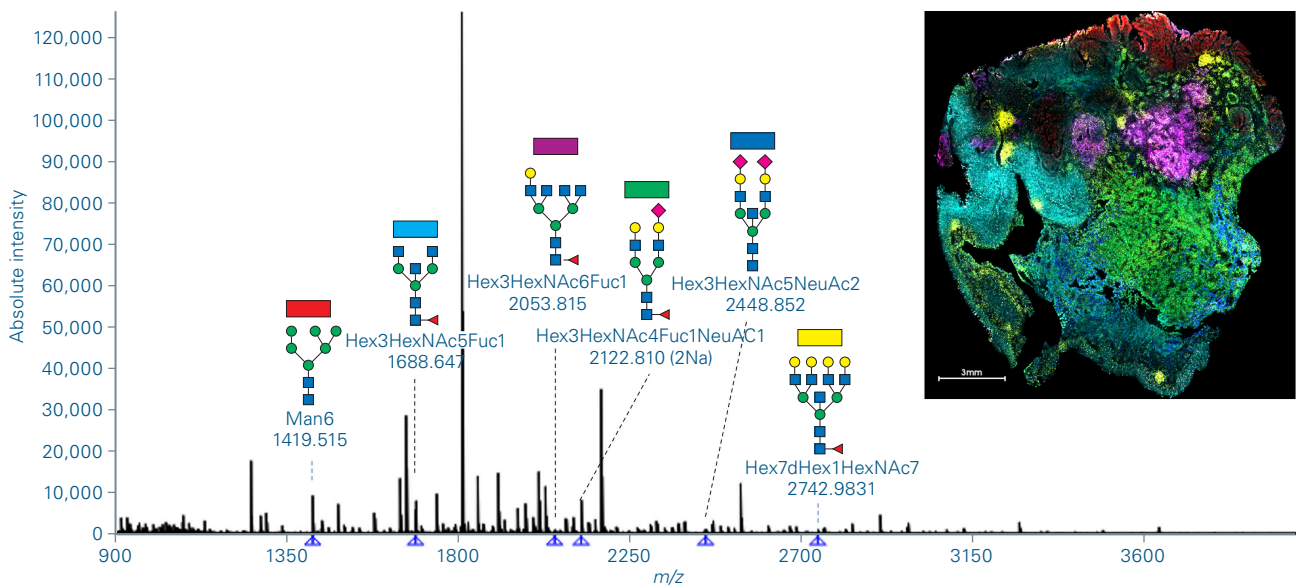 Absolute intensity
120,000
110,000
100,000
90,000
80,000
70,000
60,000
50,000
40,000
30,000
20,000
10,000
0
Man6
1419.515
Hex3HexNAc5Fuc1
1688.647
Hex3HexNAc6Fuc1
2053.815
Hex3HexNAc4Fuc1NeuAC1
2122.810 (2Na)
Hex3HexNAc5NeuAc2
2448.852
Hex7dHex1HexNAc7
2742.9831
900
1350
1800
2250
2700
3150
3600
m/z
3mm